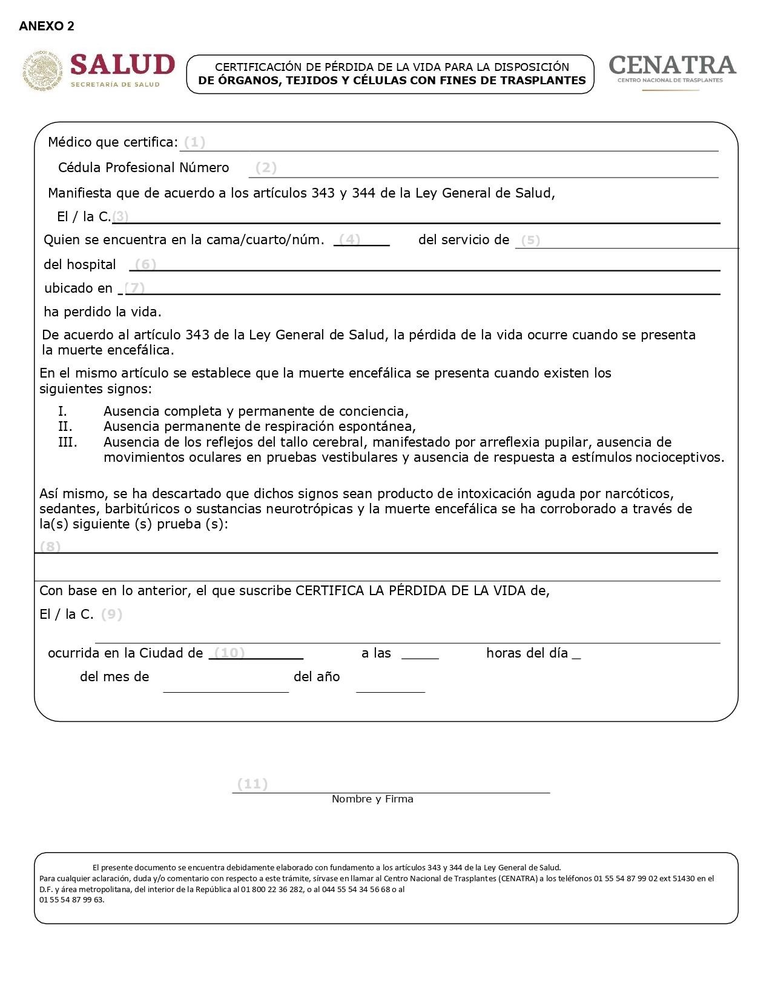 ANEXO 2
ESTADOS UNIDOS MEXICANOS
SALUD
SECRETARÍA DE SALUD
CERTIFICACIÓN DE PÉRDIDA DE LA VIDA PARA LA DISPOSICIÓN
DE ÓRGANOS, TEJIDOS Y CÉLULAS CON FINES DE TRASPLANTES
CENATRA
CENTRO NACIONAL DE TRASPLANTES
Médico que certifica: (1)
Cédula Profesional Número (2)
Manifiesta que de acuerdo a los artículos 343 y 344 de la Ley General de Salud,
El / la C.(3)
Quien se encuentra en la cama/cuarto/núm. (4) del servicio de (5)
del hospital (6)
ubicado en _(7)
ha perdido la vida.
De acuerdo al artículo 343 de la Ley General de Salud, la pérdida de la vida ocurre cuando se presenta
la muerte encefálica.
En el mismo artículo se establece que la muerte encefálica se presenta cuando existen los
siguientes signos:
I. Ausencia completa y permanente de conciencia,
II. Ausencia permanente de respiración espontánea,
III. Ausencia de los reflejos del tallo cerebral, manifestado por arreflexia pupilar, ausencia de
movimientos oculares en pruebas vestibulares y ausencia de respuesta a estímulos nocioceptivos.
Así mismo, se ha descartado que dichos signos sean producto de intoxicación aguda por narcóticos,
sedantes, barbitúricos o sustancias neurotrópicas y la muerte encefálica se ha corroborado a través de
la(s) siguiente (s) prueba (s):
(8)
Con base en lo anterior, el que suscribe CERTIFICA LA PÉRDIDA DE LA VIDA de,
El / la C. (9)
ocurrida en la Ciudad de (10) a las _____ horas del día _
del mes de del año
(11)
Nombre y Firma
El presente documento se encuentra debidamente elaborado con fundamento a los artículos 343 y 344 de la Ley General de Salud.
Para cualquier aclaración, duda y/o comentario con respecto a este trámite, sírvase en llamar al Centro Nacional de Trasplantes (CENATRA) a los teléfonos 01 55 54 87 99 02 ext 51430 en el
D.F. y área metropolitana, del interior de la República al 01 800 22 36 282, o al 044 55 54 34 56 68 o al
01 55 54 87 99 63.